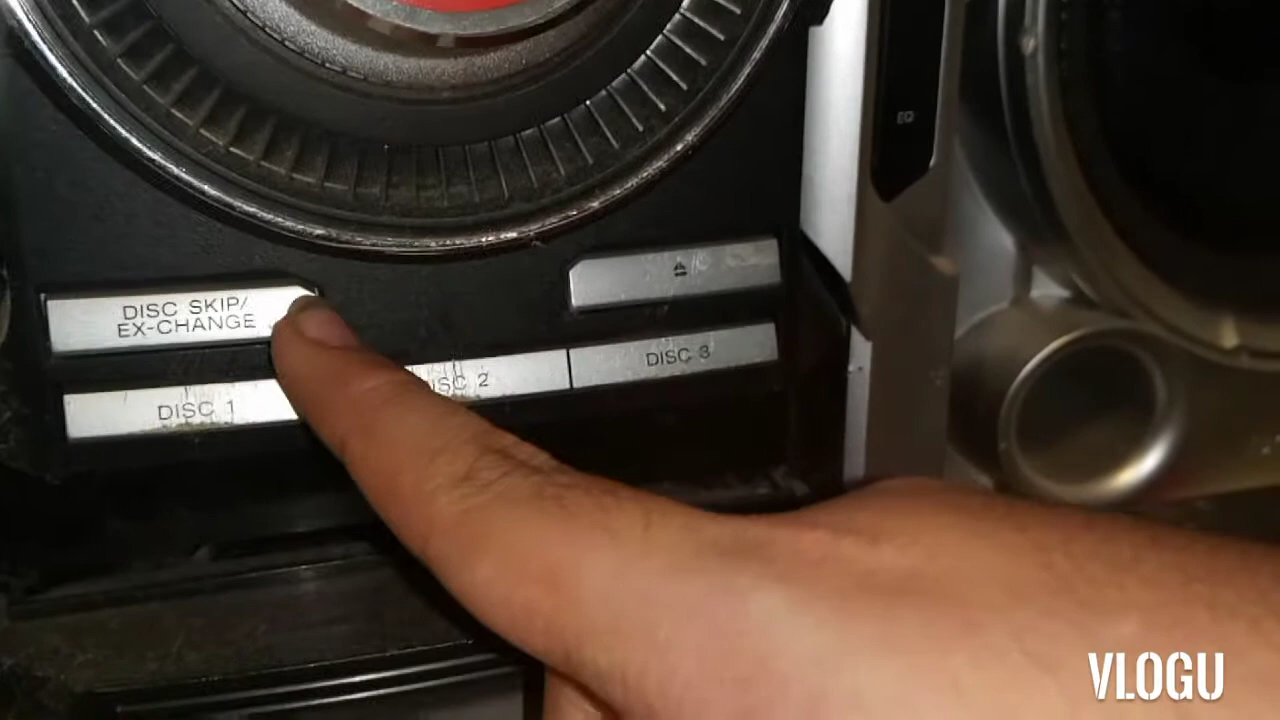 EQ
DISC SKIP/
EX-CHANGE
DISC 1
DISC 2
DISC 3
VLOGU